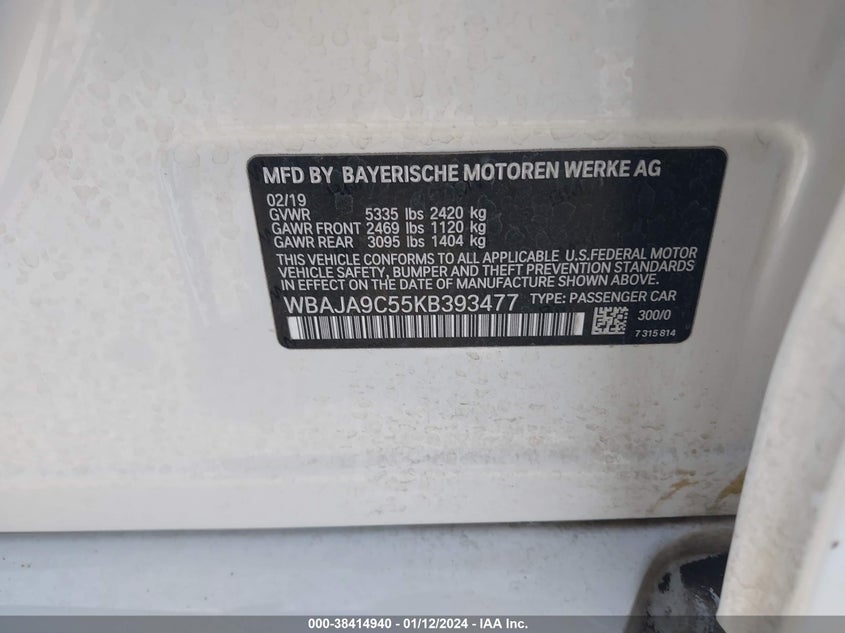 MFD BY BAYERISCHE MOTOREN WERKE AG
02/19
GVWR 5335 lbs 2420 kg
GAWR FRONT 2469 lbs 1120 kg
GAWR REAR 3095 lbs 1404 kg
THIS VEHICLE CONFORMS TO ALL APPLICABLE U.S.FEDERAL MOTOR
VEHICLE SAFETY, BUMPER AND THEFT PREVENTION STANDARDS
IN EFFECT ON THE DATE OF MANUFACTURE SHOWN ABOVE.
WBAJA9C55KB393477 TYPE: PASSENGER CAR
300/0
7 315 814
000-38414940 - 01/12/2024 - IAA Inc.